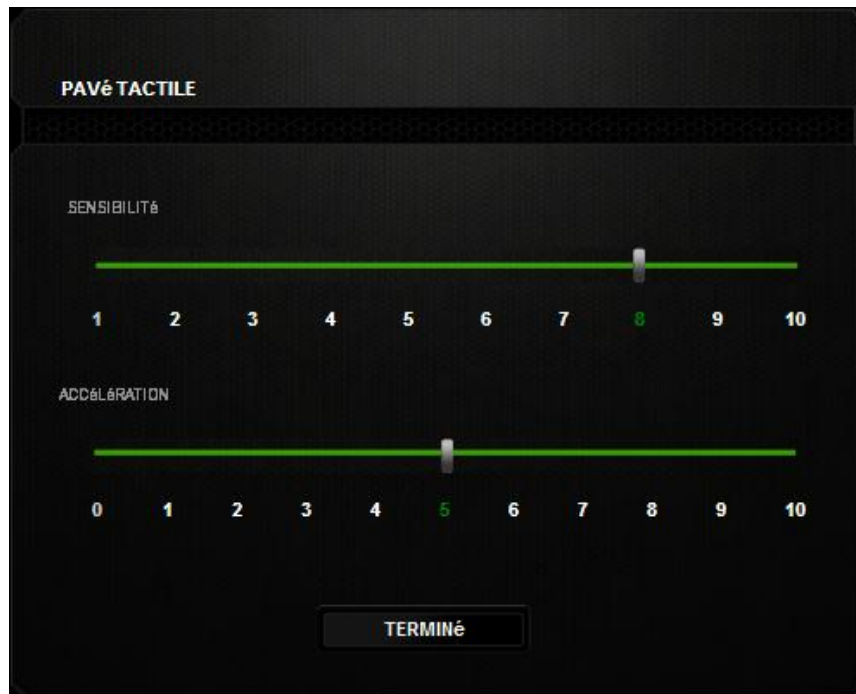 PAVé TACTILE
SENSIBILITé
1 2 3 4 5 6 7 8 9 10
ACCéLéRATION
0 1 2 3 4 5 6 7 8 9 10
TERMINé